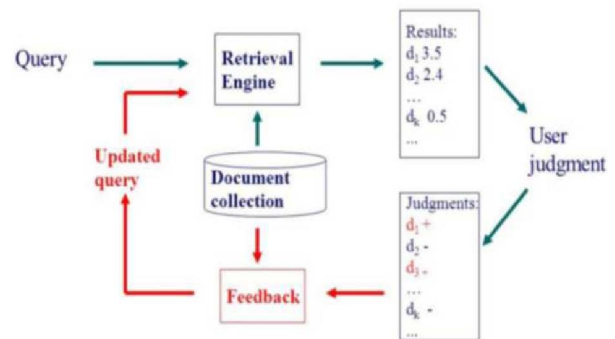 Query
Retrieval
Engine
Results:
d₁ 3.5
d₂ 2.4
...
dₖ 0.5
...
User
judgment
Updated
query
Document
collection
Judgments:
d₁ +
d₂ -
d₃ -
...
dₖ -
...
Feedback